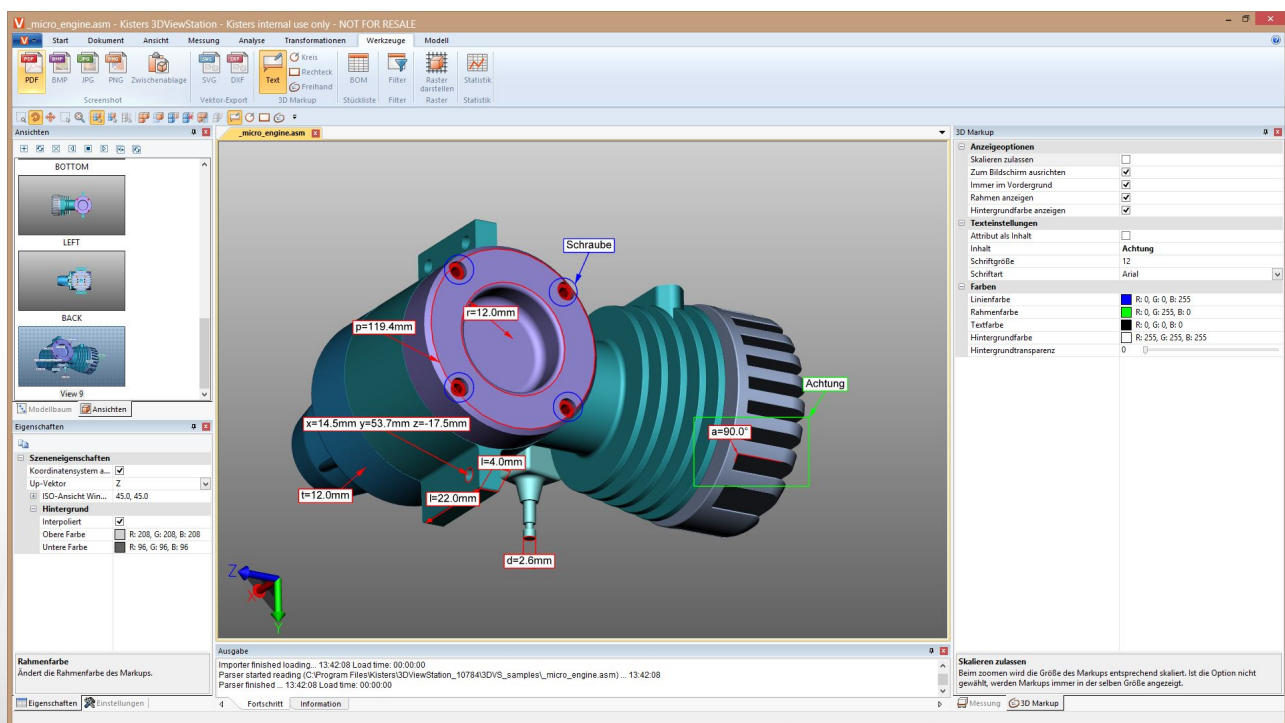 _micro_engine.asm - Kisters 3DViewStation - Kisters internal use only - NOT FOR RESALE
Start Dokument Ansicht Messung Analyse Transformationen Werkzeuge Modell
PDF BMP JPG PNG Zwischenablage SVG DXF Text
Kreis
Rechteck
Freihand
BOM Filter Raster darstellen Statistik
Screenshot Vektor-Export 3D Markup Stückliste Filter Raster Statistik
Ansichten
BOTTOM
LEFT
BACK
View 9
Modellbaum Ansichten
Eigenschaften
Szeneneigenschaften
Koordinatensystem a...
Up-Vektor Z
ISO-Ansicht Win... 45.0, 45.0
Hintergrund
Interpoliert
Obere Farbe R: 208, G: 208, B: 208
Untere Farbe R: 96, G: 96, B: 96
Rahmenfarbe
Ändert die Rahmenfarbe des Markups.
Eigenschaften Einstellungen
_micro_engine.asm
Schraube
r=12.0mm
p=119.4mm
Achtung
x=14.5mm y=53.7mm z=-17.5mm
a=90.0°
l=4.0mm
t=12.0mm
l=22.0mm
d=2.6mm
Z
X
Y
Ausgabe
Importer finished loading... 13:42:08 Load time: 00:00:00
Parser started reading (C:\Program Files\Kisters\3DViewStation_10784\3DVS_samples\_micro_engine.asm) ... 13:42:08
Parser finished ... 13:42:08 Load time: 00:00:00
Fortschritt Information
3D Markup
Anzeigeoptionen
Skalieren zulassen
Zum Bildschirm ausrichten
Immer im Vordergrund
Rahmen anzeigen
Hintergrundfarbe anzeigen
Texteinstellungen
Attribut als Inhalt
Inhalt Achtung
Schriftgröße 12
Schriftart Arial
Farben
Linienfarbe R: 0, G: 0, B: 255
Rahmenfarbe R: 0, G: 255, B: 0
Textfarbe R: 0, G: 0, B: 0
Hintergrundfarbe R: 255, G: 255, B: 255
Hintergrundtransparenz 0
Skalieren zulassen
Beim zoomen wird die Größe des Markups entsprechend skaliert. Ist die Option nicht
gewählt, werden Markups immer in der selben Größe angezeigt.
Messung 3D Markup